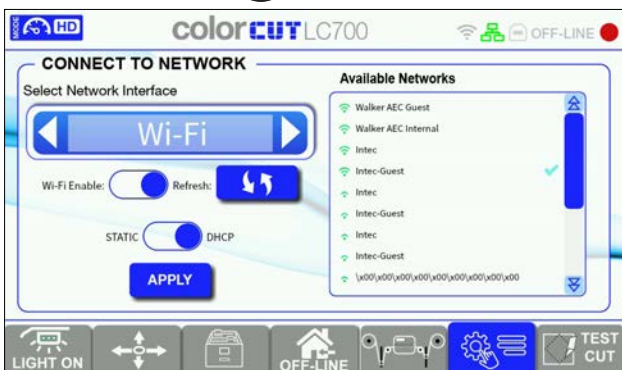 MODE HD colorCUT LC700 OFF-LINE
CONNECT TO NETWORK
Available Networks
Select Network Interface
Wi-Fi
Wi-Fi Enable: Refresh:
STATIC DHCP
APPLY
Walker AEC Guest
Walker AEC Internal
Intec
Intec-Guest
Intec
Intec-Guest
Intec
Intec-Guest
\x00\x00\x00\x00\x00\x00\x00\x00\x00
LIGHT ON
OFF-LINE
TEST
CUT